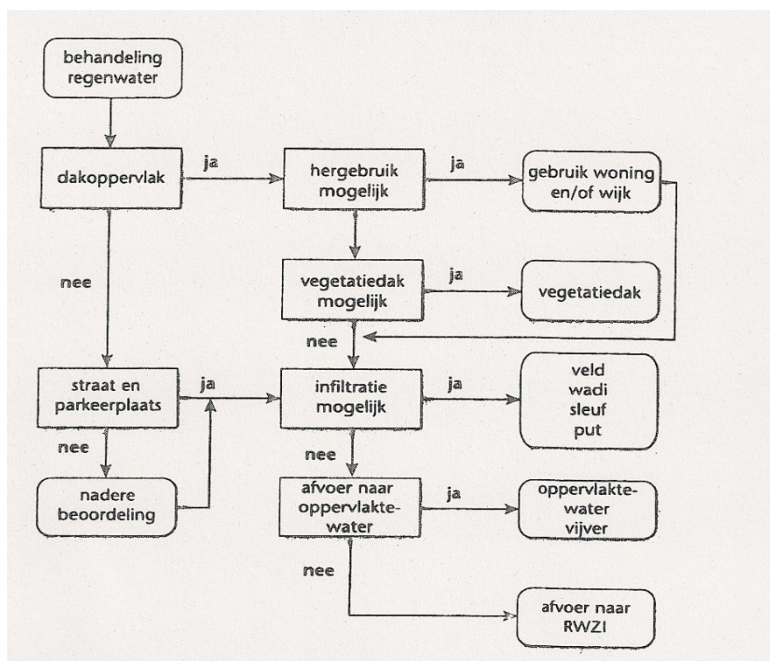 behandeling
regenwater
dakoppervlak
ja
hergebruik
mogelijk
ja
gebruik woning
en/of wijk
nee
vegetatiedak
mogelijk
ja
vegetatiedak
nee
straat en
parkeerplaats
ja
infiltratie
mogelijk
ja
veld
wadi
sleuf
put
nee
nadere
beoordeling
nee
afvoer naar
oppervlakte-
water
ja
oppervlakte-
water
vijver
nee
afvoer naar
RWZI